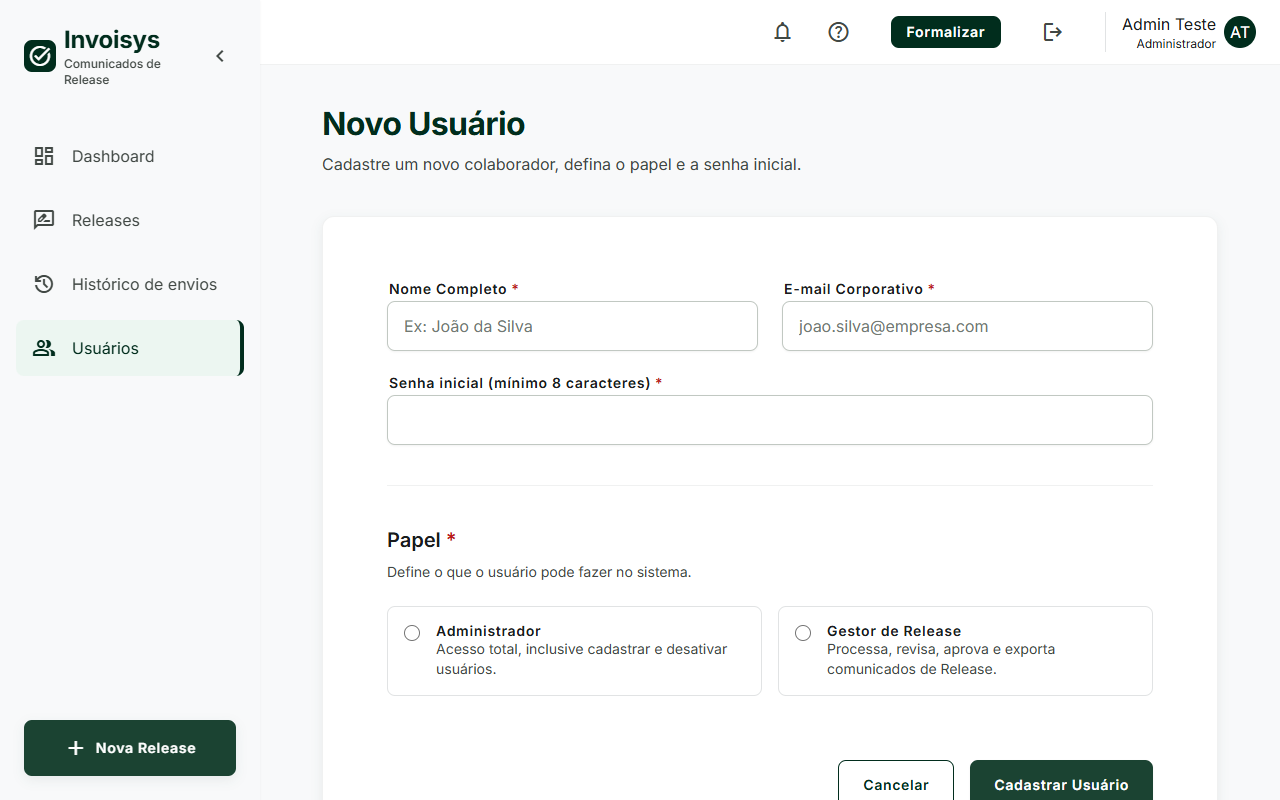 Invoisys
Comunicados de
Release
Dashboard
Releases
Histórico de envios
Usuários
Nova Release
Formalizar
Admin Teste
Administrador
AT
Novo Usuário
Cadastre um novo colaborador, defina o papel e a senha inicial.
Nome Completo *
E-mail Corporativo *
Ex: João da Silva
joao.silva@empresa.com
Senha inicial (mínimo 8 caracteres) *
Papel *
Define o que o usuário pode fazer no sistema.
Administrador
Acesso total, inclusive cadastrar e desativar
usuários.
Gestor de Release
Processa, revisa, aprova e exporta
comunicados de Release.
Cancelar
Cadastrar Usuário